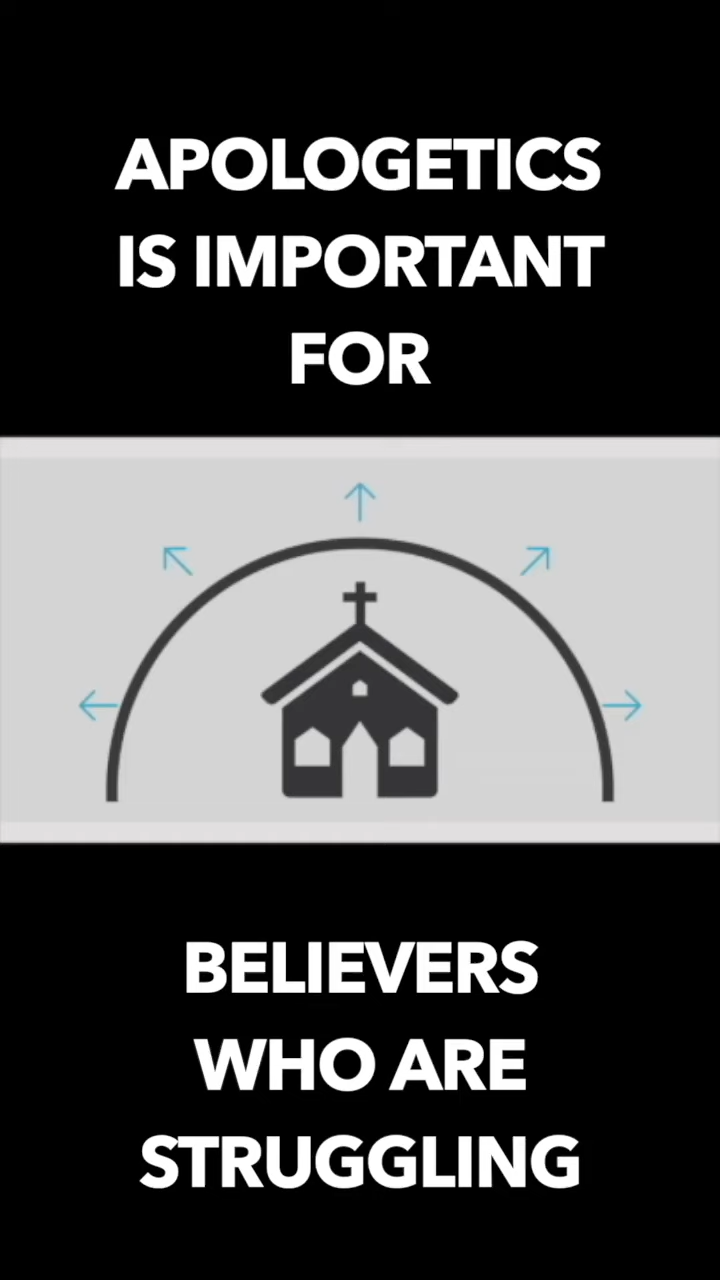 APOLOGETICS
IS IMPORTANT
FOR
BELIEVERS
WHO ARE
STRUGGLING